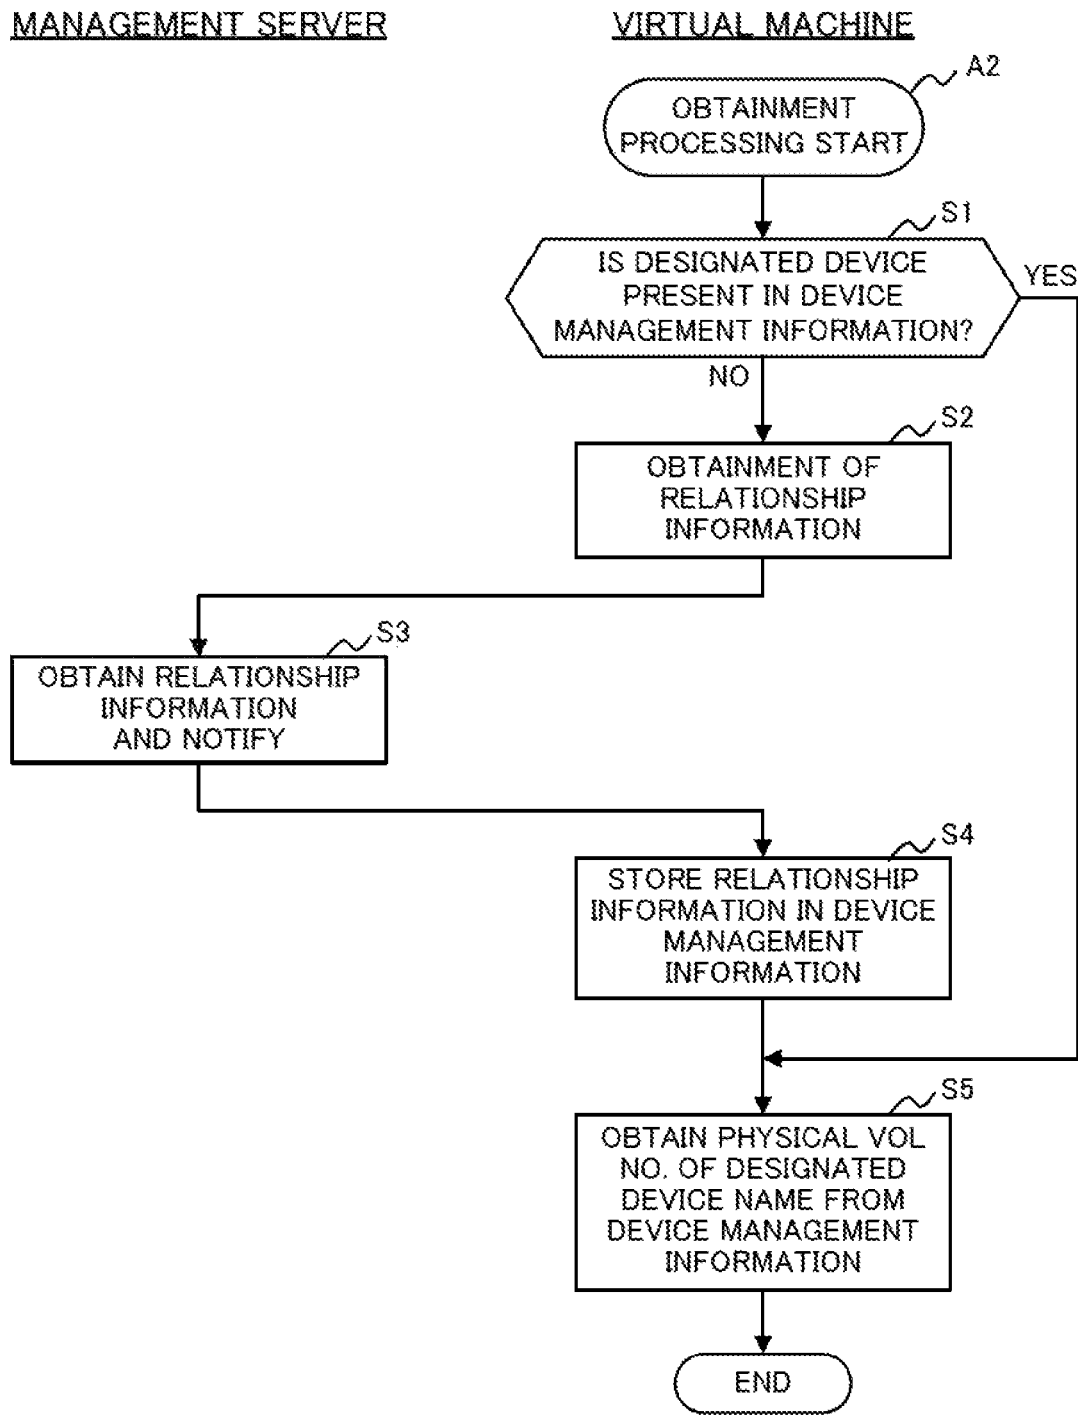 MANAGEMENT SERVER
VIRTUAL MACHINE
A2
OBTAINMENT
PROCESSING START
S1
IS DESIGNATED DEVICE
PRESENT IN DEVICE
MANAGEMENT INFORMATION?
YES
NO
S2
OBTAINMENT OF
RELATIONSHIP
INFORMATION
S3
OBTAIN RELATIONSHIP
INFORMATION
AND NOTIFY
S4
STORE RELATIONSHIP
INFORMATION IN DEVICE
MANAGEMENT
INFORMATION
S5
OBTAIN PHYSICAL VOL
NO. OF DESIGNATED
DEVICE NAME FROM
DEVICE MANAGEMENT
INFORMATION
END